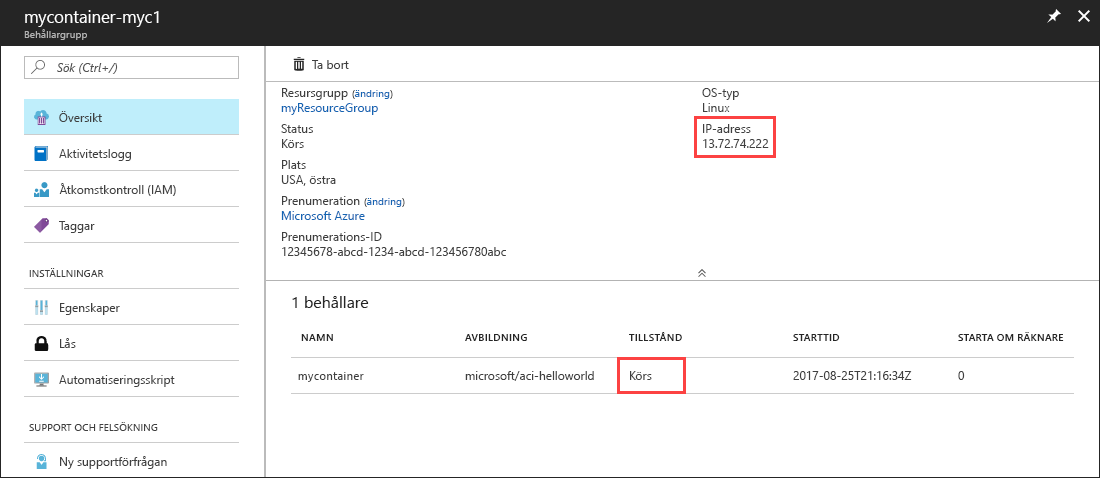 mycontainer-myc1
Behållargrupp
Sök (Ctrl+/)
Översikt
Aktivitetslogg
Åtkomstkontroll (IAM)
Taggar
INSTÄLLNINGAR
Egenskaper
Lås
Automatiseringsskript
SUPPORT OCH FELSÖKNING
Ny supportförfrågan
Ta bort
Resursgrupp (ändring)
myResourceGroup
Status
Körs
Plats
USA, östra
Prenumeration (ändring)
Microsoft Azure
Prenumerations-ID
12345678-abcd-1234-abcd-123456780abc
OS-typ
Linux
IP-adress
13.72.74.222
1 behållare
NAMN AVBILDNING TILLSTÅND STARTTID STARTA OM RÄKNARE
mycontainer microsoft/aci-helloworld Körs 2017-08-25T21:16:34Z 0